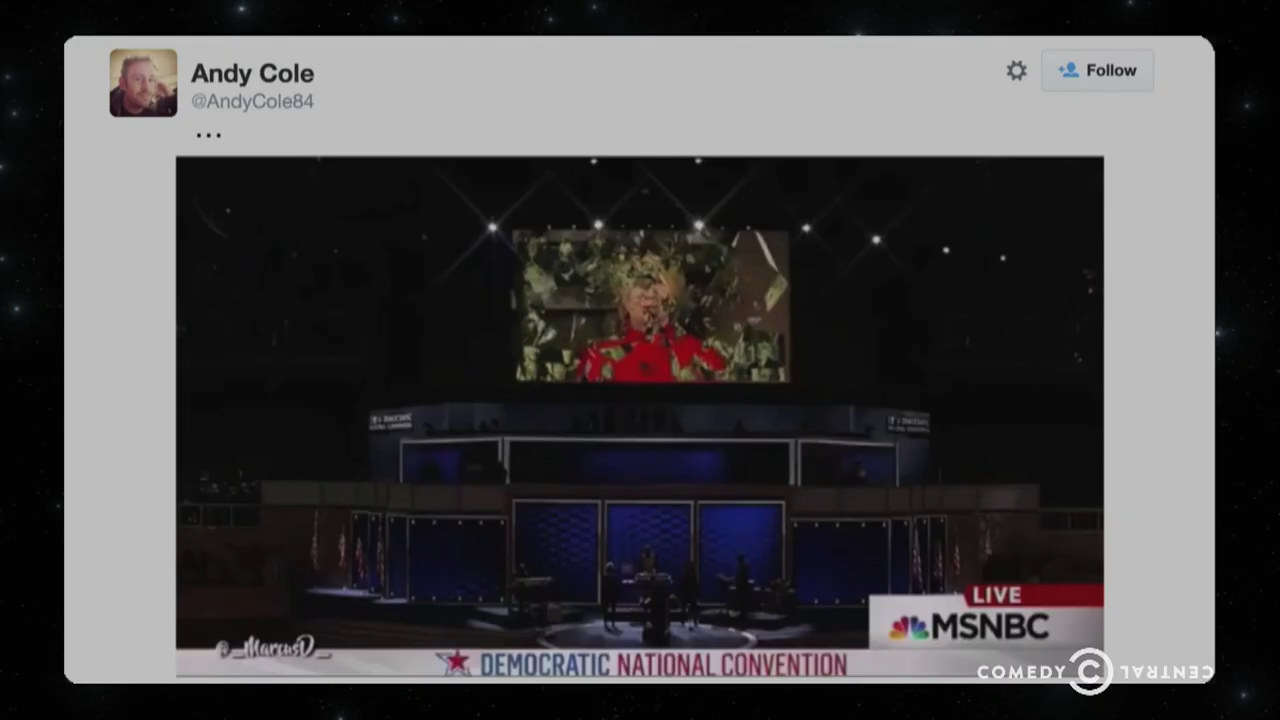 Andy Cole
@AndyCole84
Follow
...
LIVE
MSNBC
@_MarcusD_
DEMOCRATIC NATIONAL CONVENTION
COMEDY C CENTRAL